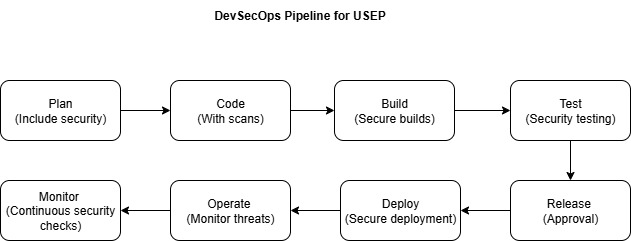 DevSecOps Pipeline for USEP
Plan
(Include security)
Code
(With scans)
Build
(Secure builds)
Test
(Security testing)
Release
(Approval)
Deploy
(Secure deployment)
Operate
(Monitor threats)
Monitor
(Continuous security
checks)